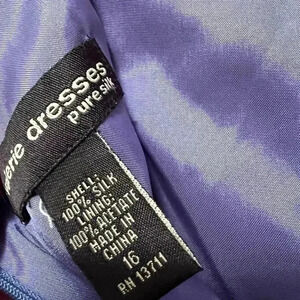 dresses
pure silk
SHELL:
100% SILK
LINING:
100% ACETATE
MADE IN
CHINA
16
RN 13711